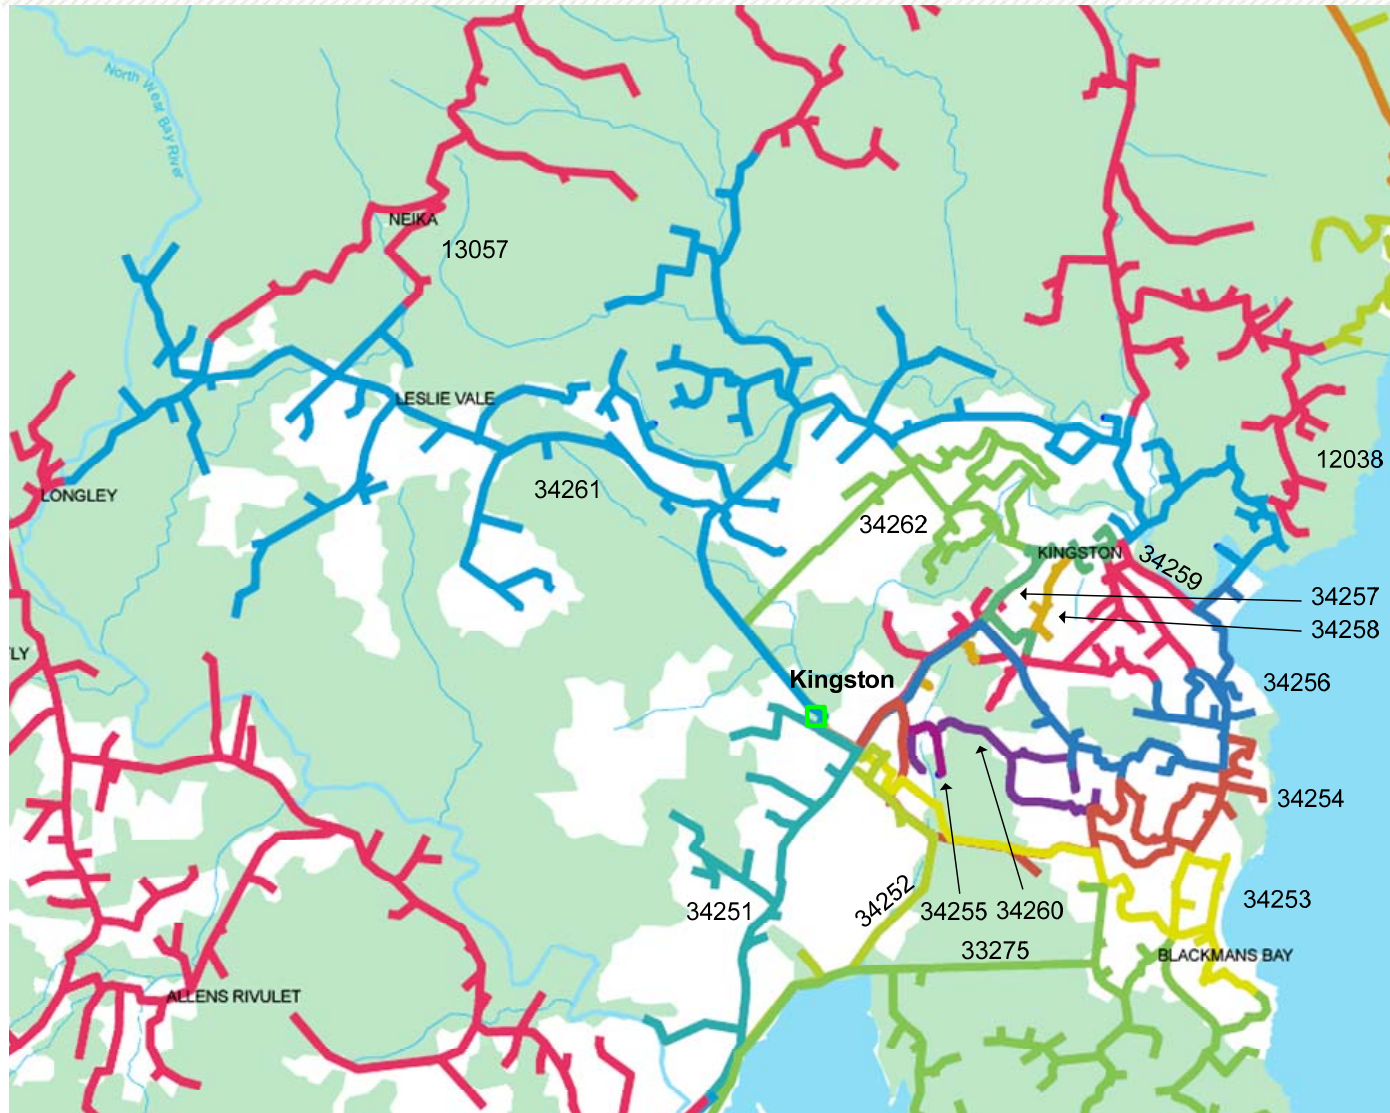 North West Bay River
NEIKA
13057
LESLIE VALE
12038
34261
LONGLEY
34262
KINGSTON
34259
34257
34258
LY
Kingston
34256
34254
34251
34252
34255
34260
34253
33275
BLACKMANS BAY
ALLENS RIVULET